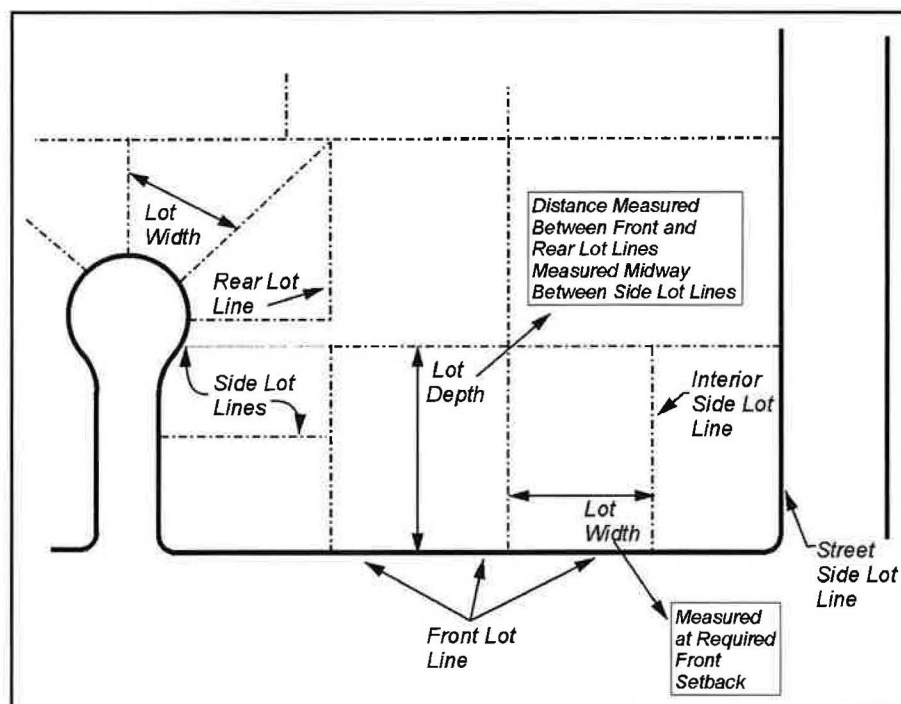 Lot
Width
Distance Measured
Between Front and
Rear Lot Lines
Measured Midway
Between Side Lot Lines
Rear Lot
Line
Side Lot
Lines
Lot
Depth
Interior
Side Lot
Line
Lot
Width
Street
Side Lot
Line
Front Lot
Line
Measured
at Required
Front
Setback